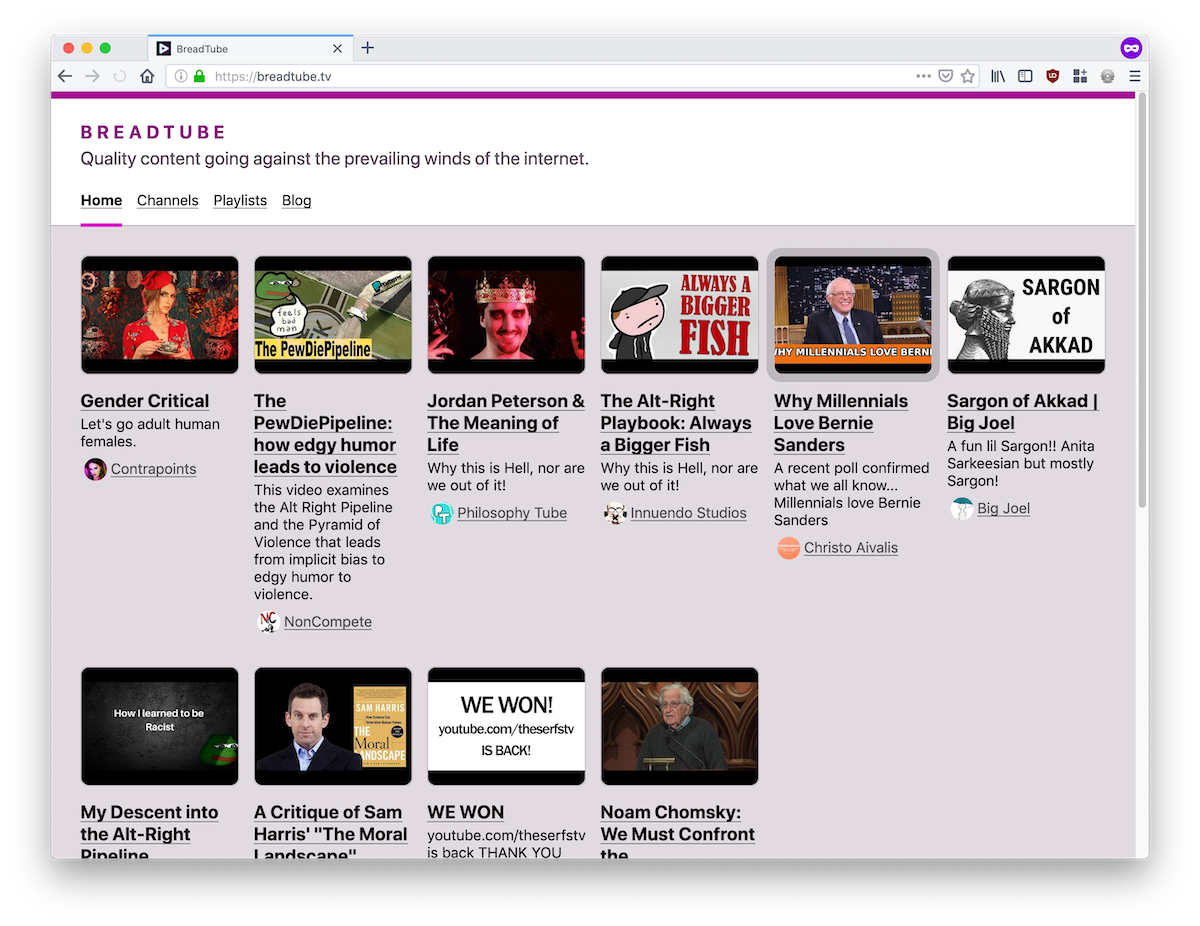 BreadTube
https://breadtube.tv
BREADTUBE
Quality content going against the prevailing winds of the internet.
Home Channels Playlists Blog
feels
bad
man
The PewDiePipeline
ALWAYS A
BIGGER
FISH
WHY MILLENNIALS LOVE BERNI
SARGON
of
AKKAD
Gender Critical
Let's go adult human
females.
Contrapoints
The
PewDiePipeline:
how edgy humor
leads to violence
This video examines
the Alt Right Pipeline
and the Pyramid of
Violence that leads
from implicit bias to
edgy humor to
violence.
NC
NonCompete
Jordan Peterson &
The Meaning of
Life
Why this is Hell, nor are
we out of it!
PT
Philosophy Tube
The Alt-Right
Playbook: Always
a Bigger Fish
Why this is Hell, nor are
we out of it!
Innuendo Studios
Why Millennials
Love Bernie
Sanders
A recent poll confirmed
what we all know...
Millennials love Bernie
Sanders
Christo Aivalis
Sargon of Akkad |
Big Joel
A fun lil Sargon!! Anita
Sarkeesian but mostly
Sargon!
Big Joel
How I learned to be
Racist
SAM HARRIS
THE
Moral
LANDSCAPE
WE WON!
youtube.com/theserfstv
IS BACK!
My Descent into
the Alt-Right
Pipeline
A Critique of Sam
Harris' "The Moral
Landscape"
WE WON
youtube.com/theserfstv
is back THANK YOU
Noam Chomsky:
We Must Confront
the